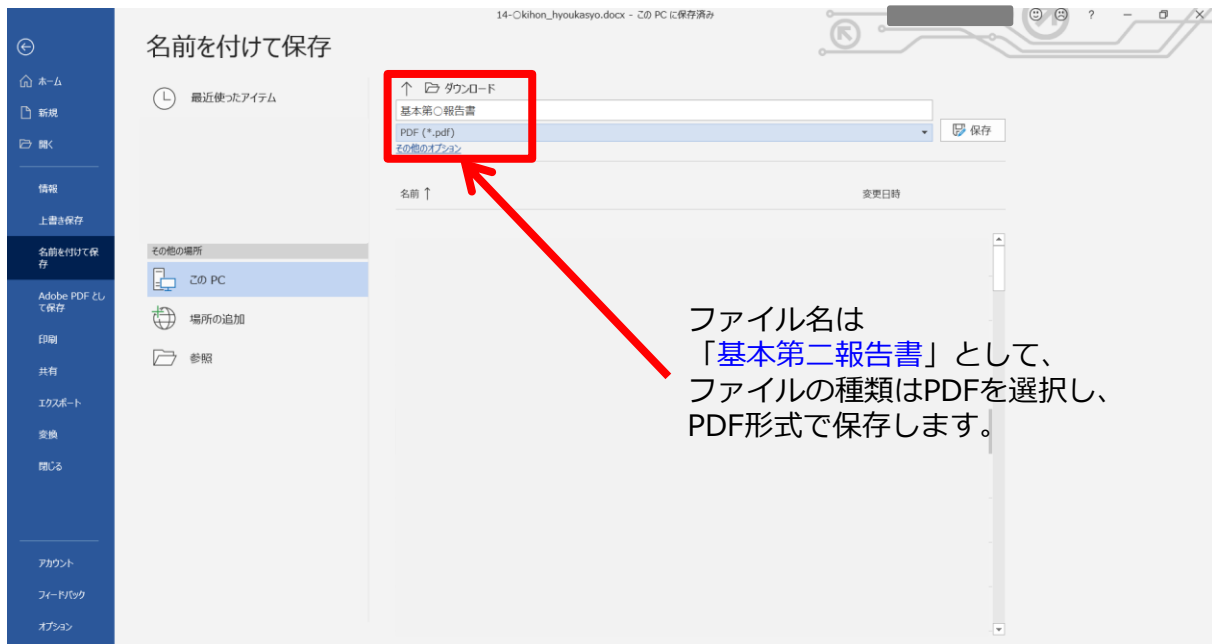 14-○kihon_hyoukasyo.docx - この PC に保存済み
?
名前を付けて保存
ホーム
新規
開く
情報
上書き保存
名前を付けて保
存
Adobe PDF とし
て保存
印刷
共有
エクスポート
変換
閉じる
アカウント
フィードバック
オプション
最近使ったアイテム
その他の場所
この PC
場所の追加
参照
↑ ダウンロード
基本第○報告書
PDF (*.pdf)
保存
その他のオプション
名前 ↑
変更日時
ファイル名は
「基本第二報告書」として、
ファイルの種類はPDFを選択し、
PDF形式で保存します。